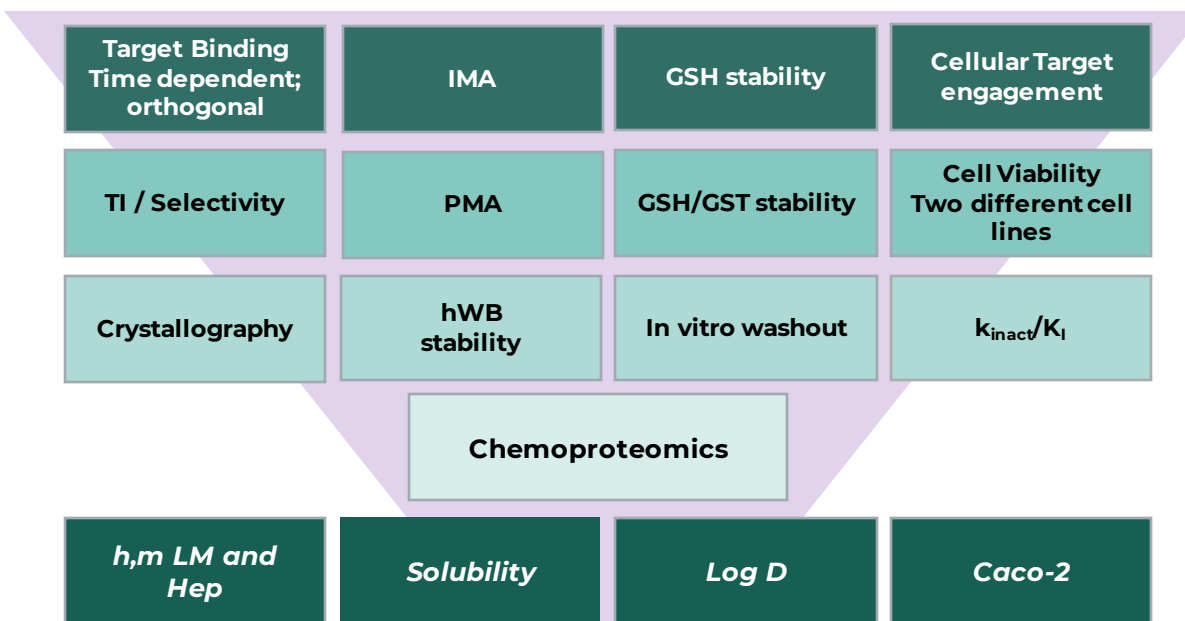 Target Binding
Time dependent;
orthogonal
IMA
GSH stability
Cellular Target
engagement
TI / Selectivity
PMA
GSH/GST stability
Cell Viability
Two different cell
lines
Crystallography
hWB
stability
In vitro washout
kinact/KI
Chemoproteomics
h,m LM and
Hep
Solubility
Log D
Caco-2